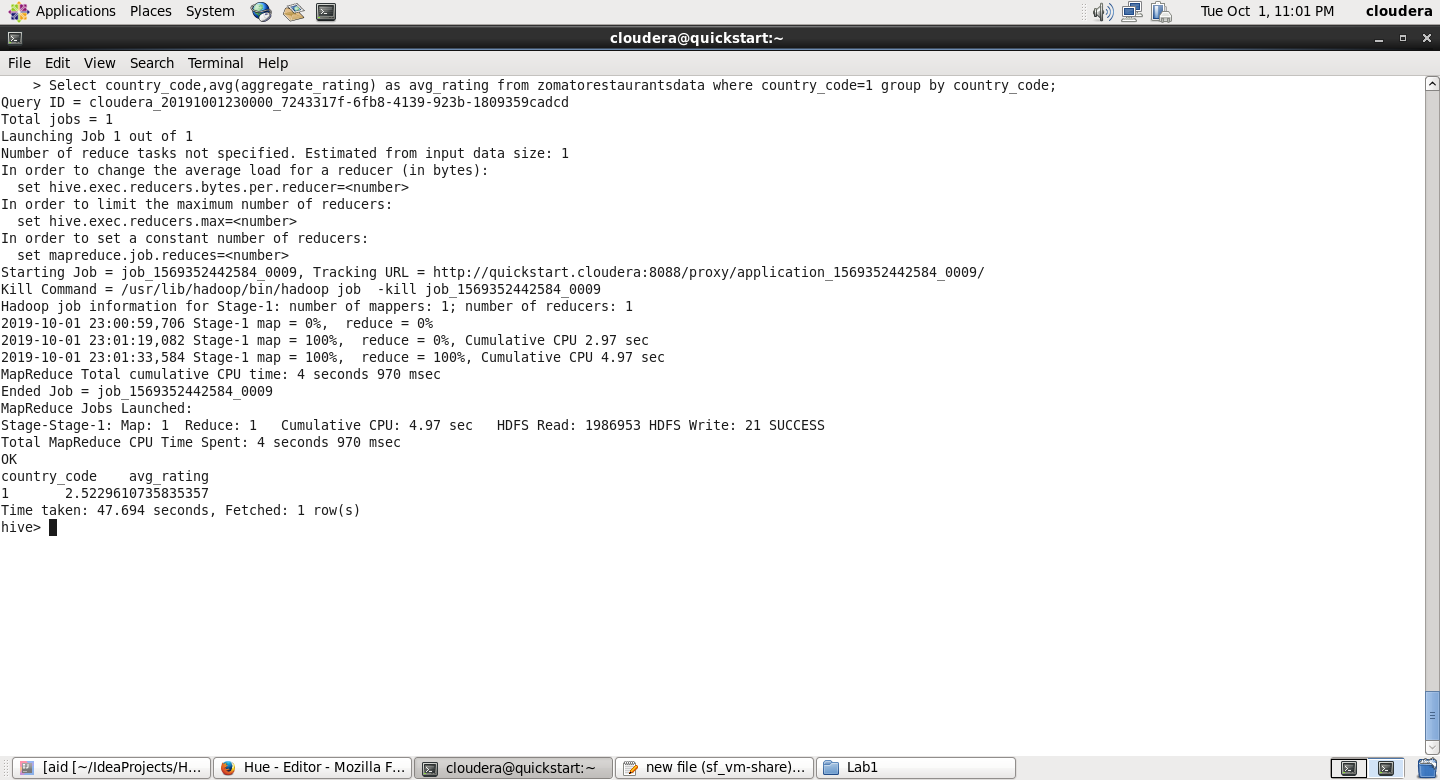 Applications Places System Tue Oct 1, 11:01 PM cloudera
cloudera@quickstart:~
File Edit View Search Terminal Help
    > Select country_code,avg(aggregate_rating) as avg_rating from zomatorestaurantsdata where country_code=1 group by country_code;
Query ID = cloudera_20191001230000_7243317f-6fb8-4139-923b-1809359cadcd
Total jobs = 1
Launching Job 1 out of 1
Number of reduce tasks not specified. Estimated from input data size: 1
In order to change the average load for a reducer (in bytes):
  set hive.exec.reducers.bytes.per.reducer=<number>
In order to limit the maximum number of reducers:
  set hive.exec.reducers.max=<number>
In order to set a constant number of reducers:
  set mapreduce.job.reduces=<number>
Starting Job = job_1569352442584_0009, Tracking URL = http://quickstart.cloudera:8088/proxy/application_1569352442584_0009/
Kill Command = /usr/lib/hadoop/bin/hadoop job  -kill job_1569352442584_0009
Hadoop job information for Stage-1: number of mappers: 1; number of reducers: 1
2019-10-01 23:00:59,706 Stage-1 map = 0%,  reduce = 0%
2019-10-01 23:01:19,082 Stage-1 map = 100%,  reduce = 0%, Cumulative CPU 2.97 sec
2019-10-01 23:01:33,584 Stage-1 map = 100%,  reduce = 100%, Cumulative CPU 4.97 sec
MapReduce Total cumulative CPU time: 4 seconds 970 msec
Ended Job = job_1569352442584_0009
MapReduce Jobs Launched:
Stage-Stage-1: Map: 1  Reduce: 1   Cumulative CPU: 4.97 sec   HDFS Read: 1986953 HDFS Write: 21 SUCCESS
Total MapReduce CPU Time Spent: 4 seconds 970 msec
OK
country_code    avg_rating
1       2.5229610735835357
Time taken: 47.694 seconds, Fetched: 1 row(s)
hive>
[aid [~/IdeaProjects/H... Hue - Editor - Mozilla F... cloudera@quickstart:~ new file (sf_vm-share)... Lab1